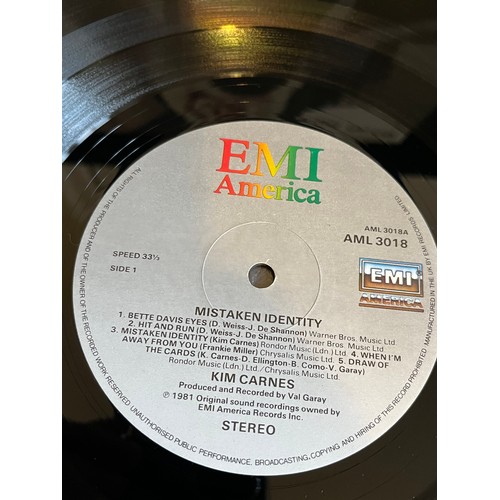 EMI
America
AML 3018A
AML 3018
SPEED 33⅓
SIDE 1
EMI
AMERICA
MISTAKEN IDENTITY
1. BETTE DAVIS EYES (D. Weiss-J. De Shannon) Warner Bros. Music Ltd.
2. HIT AND RUN (D. Weiss-J. De Shannon) Warner Bros. Music Ltd.
3. MISTAKEN IDENTITY (Kim Carnes) Rondor Music (Ldn.) Ltd. 4. WHEN I'M
AWAY FROM YOU (Frankie Miller) Chrysalis Music Ltd. 5. DRAW OF
THE CARDS (K. Carnes-D. Ellington-B. Como-V. Garay)
Rondor Music (Ldn.) Ltd./Chrysalis Music Ltd.
KIM CARNES
Produced and Recorded by Val Garay
℗ 1981 Original sound recordings owned by
EMI America Records Inc.
STEREO
ALL RIGHTS OF THE PRODUCER AND OF THE OWNER OF THE RECORDED WORK RESERVED. UNAUTHORISED PUBLIC PERFORMANCE, BROADCASTING, COPYING AND HIRING OF THIS RECORD PROHIBITED. MANUFACTURED IN THE UK BY EMI RECORDS LIMITED.